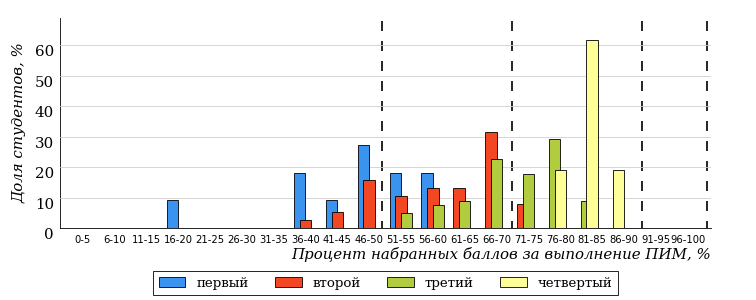 Доля студентов, %
60
50
40
30
20
10
0
0-5 6-10 11-15 16-20 21-25 26-30 31-35 36-40 41-45 46-50 51-55 56-60 61-65 66-70 71-75 76-80 81-85 86-90 91-95 96-100
Процент набранных баллов за выполнение ПИМ, %
первый второй третий четвертый